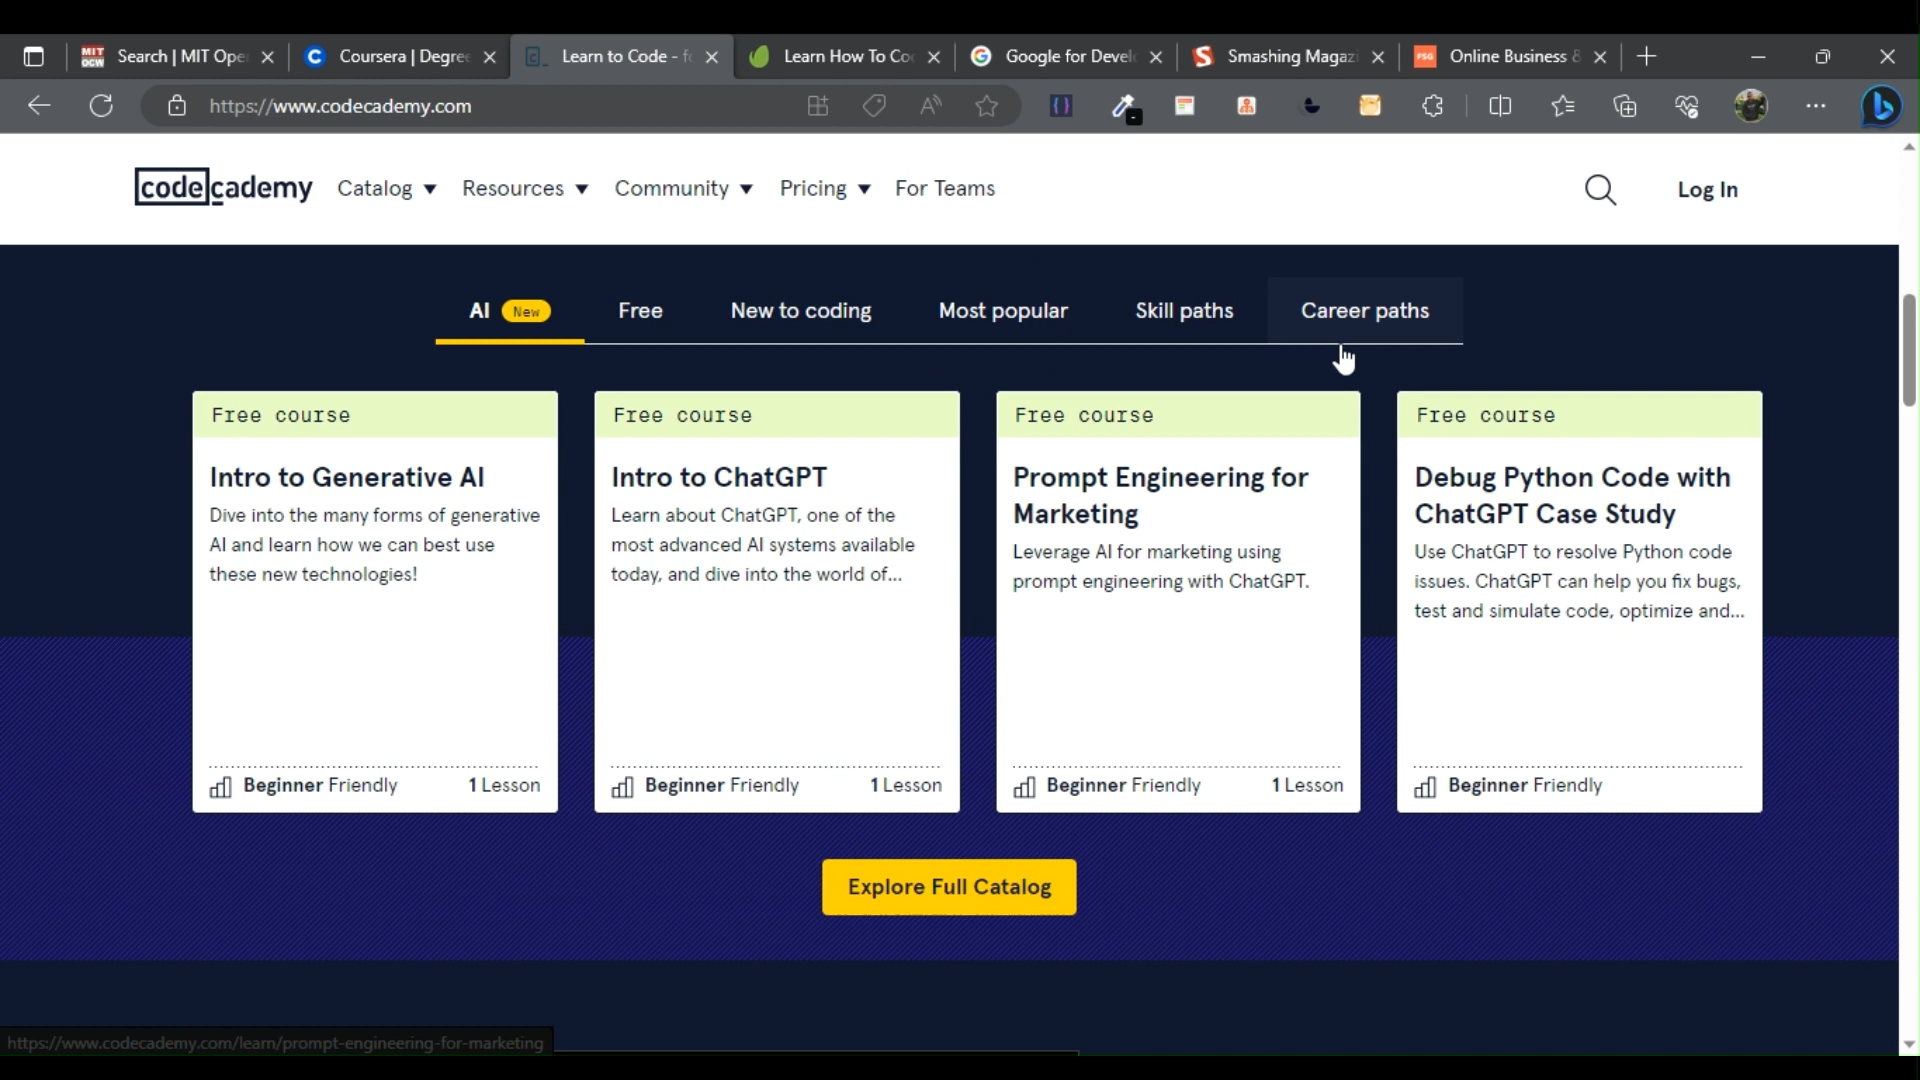 MIT OCW Search | MIT Ope
Coursera | Degre
Learn to Code - f
Learn How To Co
Google for Devel
Smashing Magazi
FSG Online Business &
https://www.codecademy.com
codecademy
Catalog
Resources
Community
Pricing
For Teams
Log In
AI New
Free
New to coding
Most popular
Skill paths
Career paths
Free course
Intro to Generative AI
Dive into the many forms of generative
AI and learn how we can best use
these new technologies!
Beginner Friendly
1 Lesson
Free course
Intro to ChatGPT
Learn about ChatGPT, one of the
most advanced AI systems available
today, and dive into the world of...
Beginner Friendly
1 Lesson
Free course
Prompt Engineering for
Marketing
Leverage AI for marketing using
prompt engineering with ChatGPT.
Beginner Friendly
1 Lesson
Free course
Debug Python Code with
ChatGPT Case Study
Use ChatGPT to resolve Python code
issues. ChatGPT can help you fix bugs,
test and simulate code, optimize and...
Beginner Friendly
Explore Full Catalog
https://www.codecademy.com/learn/prompt-engineering-for-marketing